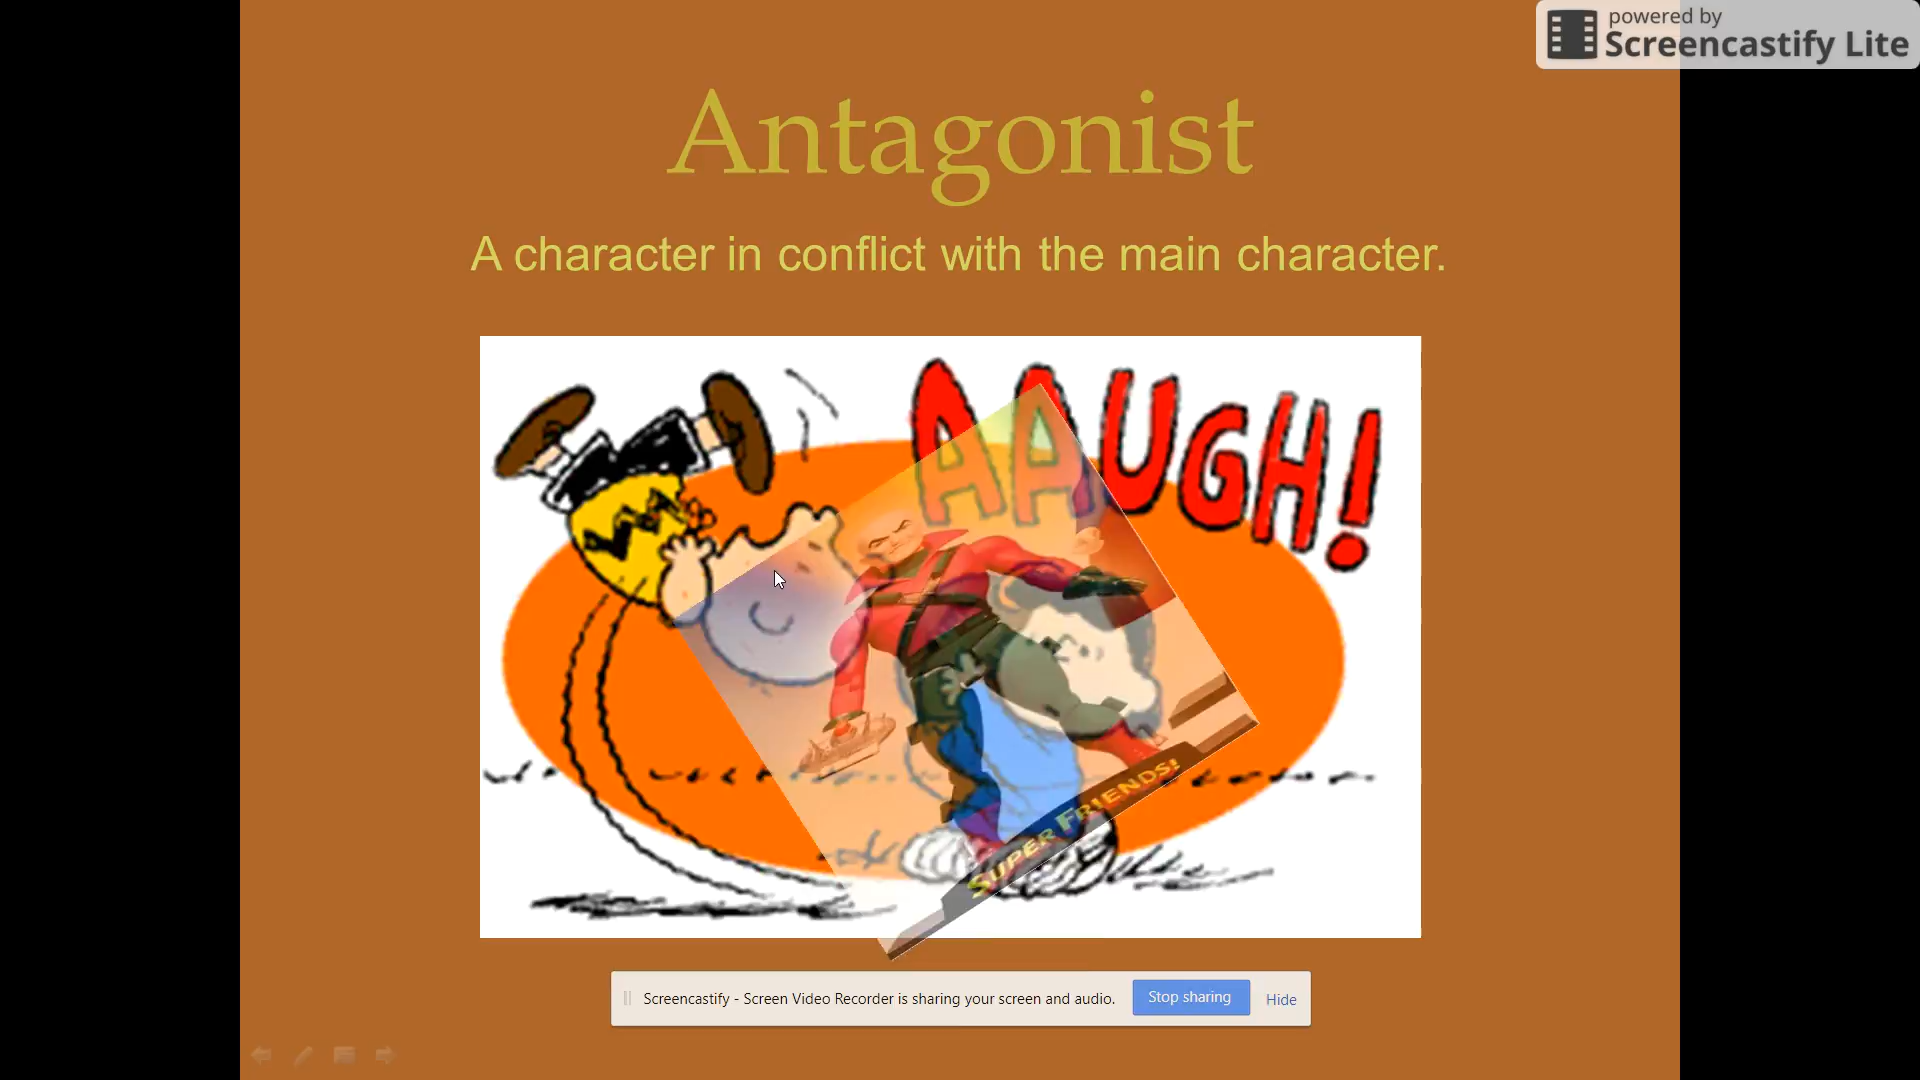 powered by
Screencastify Lite
Antagonist
A character in conflict with the main character.
AAUGH!
SUPER FRIENDS!
Screencastify - Screen Video Recorder is sharing your screen and audio.
Stop sharing
Hide